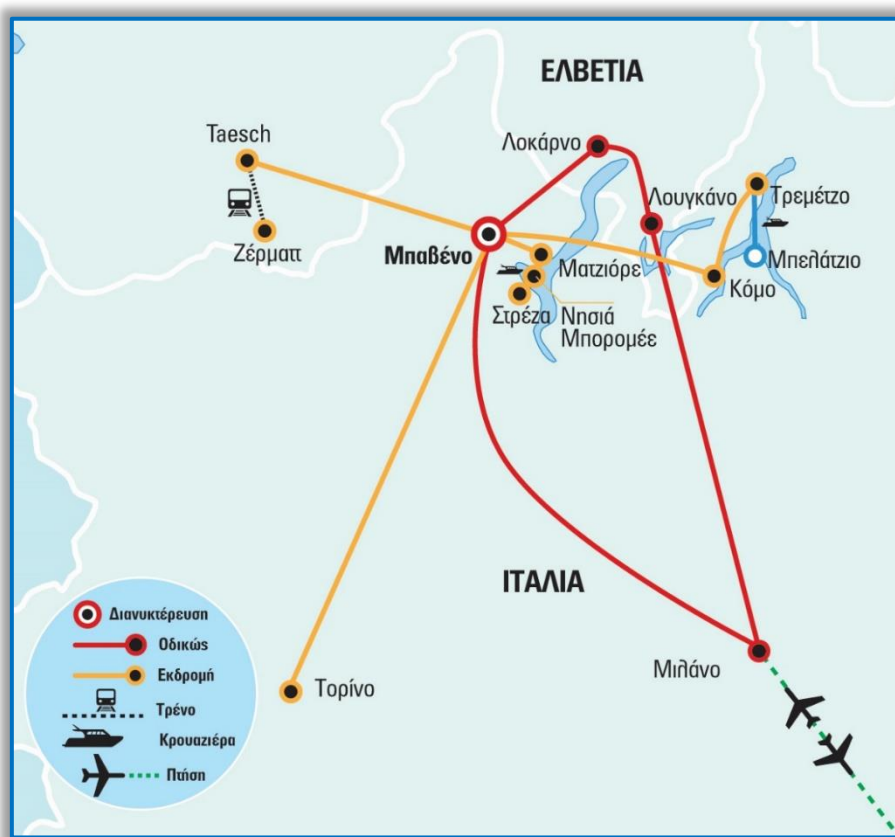 ΕΛΒΕΤΙΑ
Taesch
Λοκάρνο
Λουγκάνο
Τρεμέτζο
Ζέρματτ
Μπαβένο
Ματζιόρε
Μπελάτζιο
Κόμο
Στρέζα
Νησιά
Μπορομέε
ΙΤΑΛΙΑ
Διανυκτέρευση
Οδικώς
Εκδρομή
Τρένο
Κρουαζιέρα
Πτήση
Τορίνο
Μιλάνο